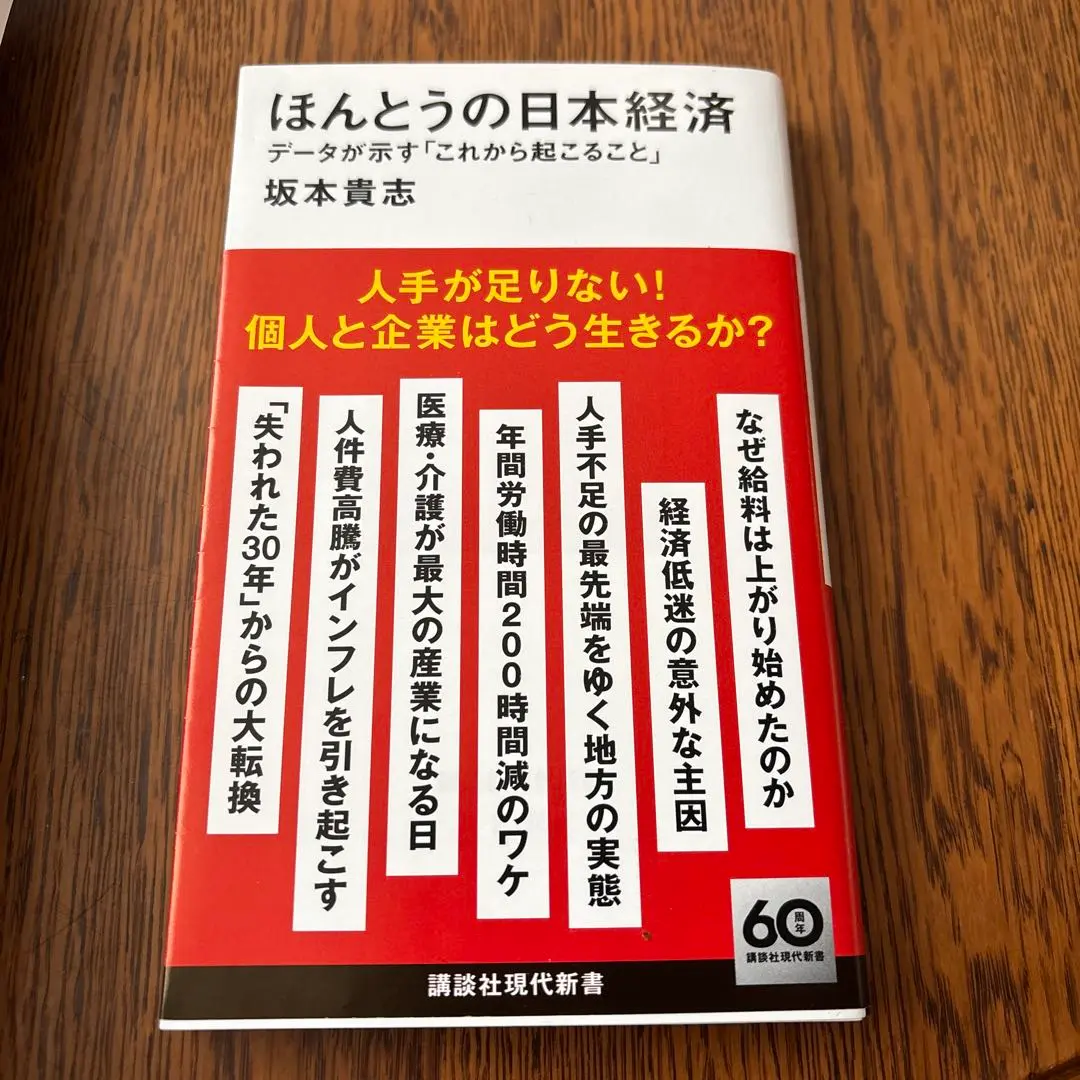 ほんとうの日本経済
データが示す「これから起こること」
坂本貴志
人手が足りない!
個人と企業はどう生きるか?
なぜ給料は上がり始めたのか
経済低迷の意外な主因
人手不足の最先端をゆく地方の実態
年間労働時間200時間減のワケ
医療・介護が最大の産業になる日
人件費高騰がインフレを引き起こす
「失われた30年」からの大転換
60周年
講談社現代新書
講談社現代新書